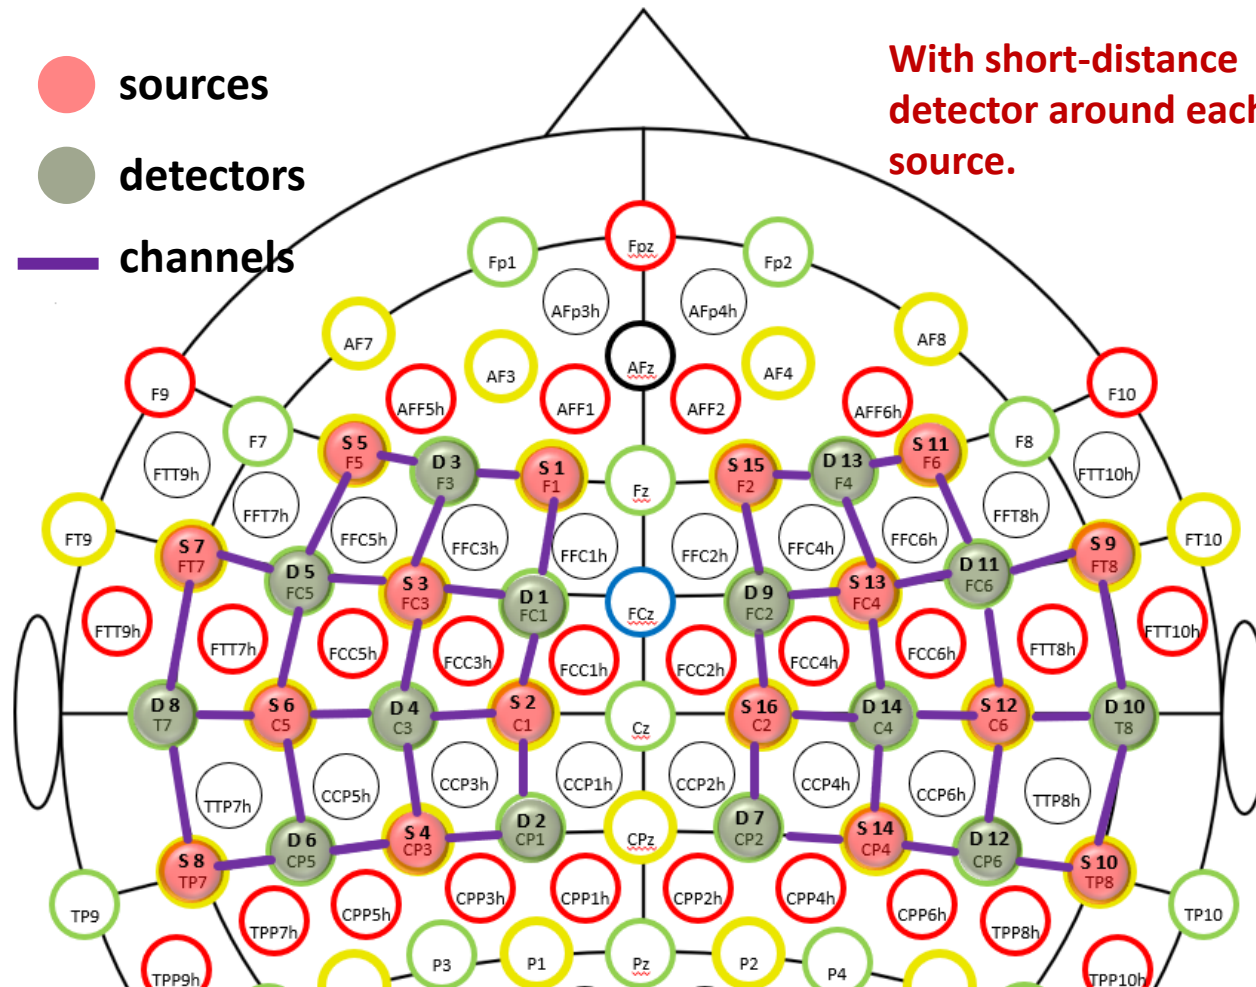 sources
detectors
channels
With short-distance
detector around each
source.
Fpz
Fp1
Fp2
AFp3h
AFp4h
AF7
AF8
AFz
AF3
AF4
F9
F10
AFF5h
AFF1
AFF2
AFF6h
F7
F8
S 5
F5
D 3
F3
S 1
F1
Fz
S 15
F2
D 13
F4
S 11
F6
FTT9h
FTT10h
FFT7h
FFT8h
FT9
FT10
FFC5h
FFC3h
FFC1h
FFC2h
FFC4h
FFC6h
S 7
FT7
D 5
FC5
S 3
FC3
D 1
FC1
FCz
D 9
FC2
S 13
FC4
D 11
FC6
S 9
FT8
FTT9h
FTT7h
FCC5h
FCC3h
FCC1h
FCC2h
FCC4h
FCC6h
FTT8h
FTT10h
D 8
T7
S 6
C5
D 4
C3
S 2
C1
Cz
S 16
C2
D 14
C4
S 12
C6
D 10
T8
TTP7h
CCP5h
CCP3h
CCP1h
CCP2h
CCP4h
CCP6h
TTP8h
S 8
TP7
D 6
CP5
S 4
CP3
D 2
CP1
CPz
D 7
CP2
S 14
CP4
D 12
CP6
S 10
TP8
TP9
TP10
TPP7h
CPP5h
CPP3h
CPP1h
CPP2h
CPP4h
CPP6h
TPP8h
TPP9h
P3
P1
Pz
P2
P4
TPP10h